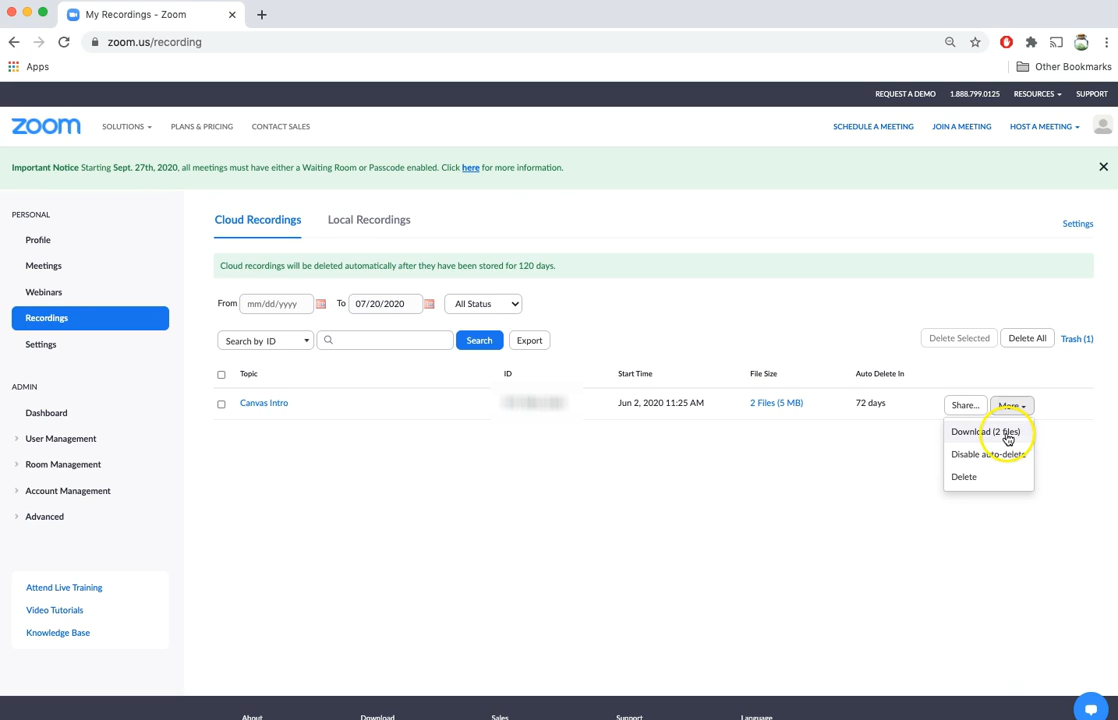 My Recordings - Zoom
zoom.us/recording
Apps
Other Bookmarks
REQUEST A DEMO 1.888.799.0125 RESOURCES SUPPORT
zoom SOLUTIONS PLANS & PRICING CONTACT SALES SCHEDULE A MEETING JOIN A MEETING HOST A MEETING
Important Notice Starting Sept. 27th, 2020, all meetings must have either a Waiting Room or Passcode enabled. Click here for more information.
PERSONAL
Profile
Meetings
Webinars
Recordings
Settings
ADMIN
Dashboard
User Management
Room Management
Account Management
Advanced
Attend Live Training
Video Tutorials
Knowledge Base
Cloud Recordings Local Recordings
Settings
Cloud recordings will be deleted automatically after they have been stored for 120 days.
From mm/dd/yyyy To 07/20/2020 All Status
Search by ID Search Export Delete Selected Delete All Trash (1)
Topic ID Start Time File Size Auto Delete In
Canvas Intro Jun 2, 2020 11:25 AM 2 Files (5 MB) 72 days Share... More
Download (2 files)
Disable auto-delete
Delete
About Download Sales Support Language